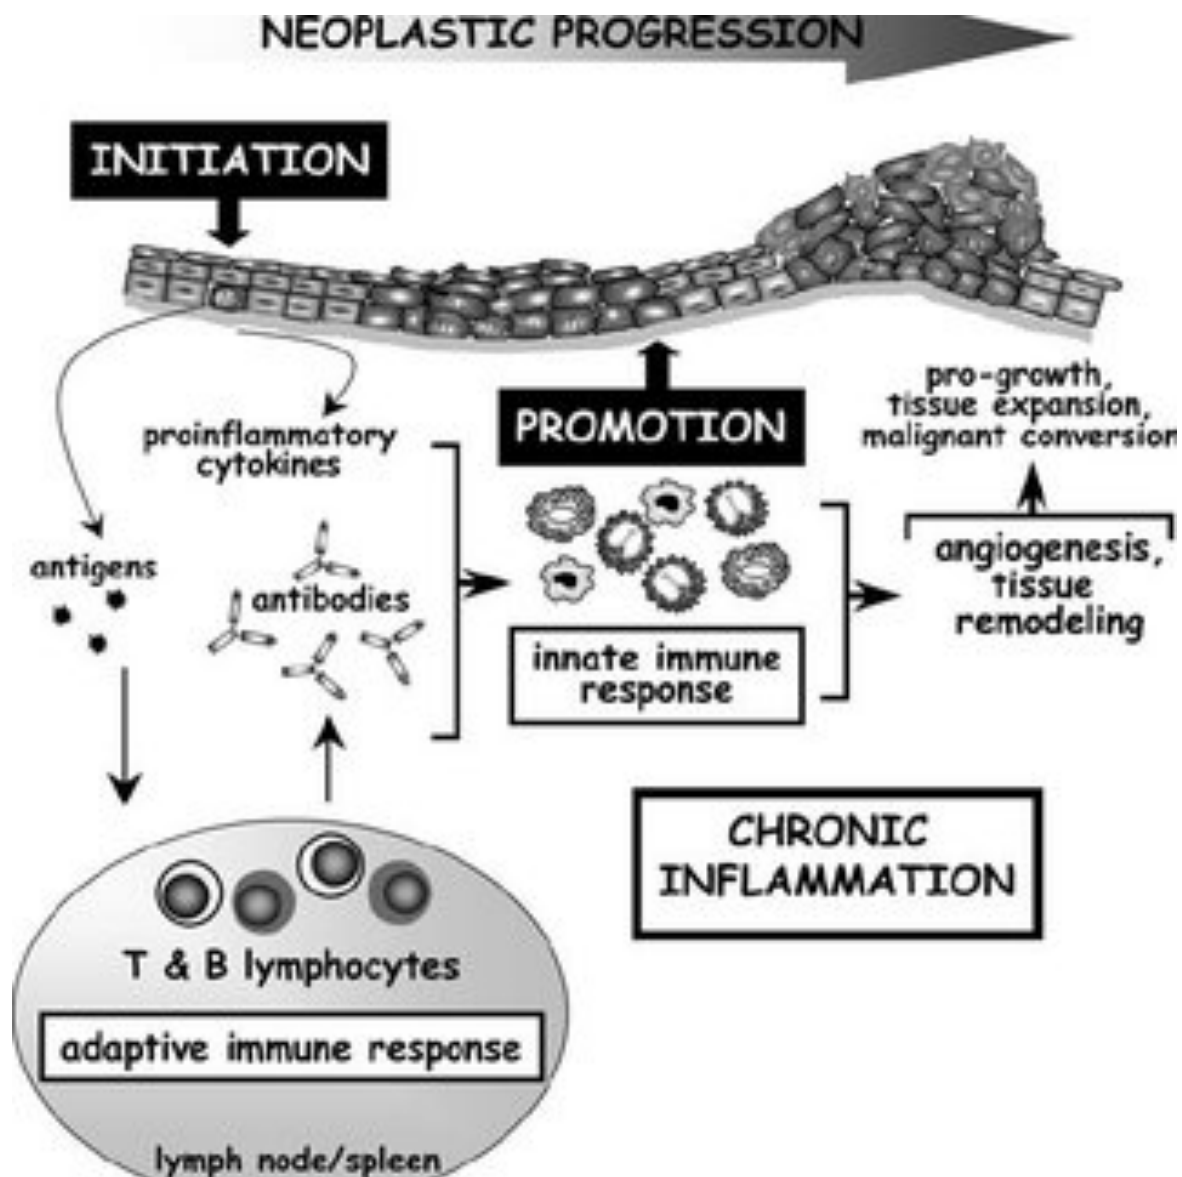 NEOPLASTIC PROGRESSION
INITIATION
proinflammatory
cytokines
antigens
antibodies
PROMOTION
innate immune
response
pro-growth,
tissue expansion,
malignant conversion
angiogenesis,
tissue
remodeling
CHRONIC
INFLAMMATION
T & B lymphocytes
adaptive immune response
lymph node/spleen